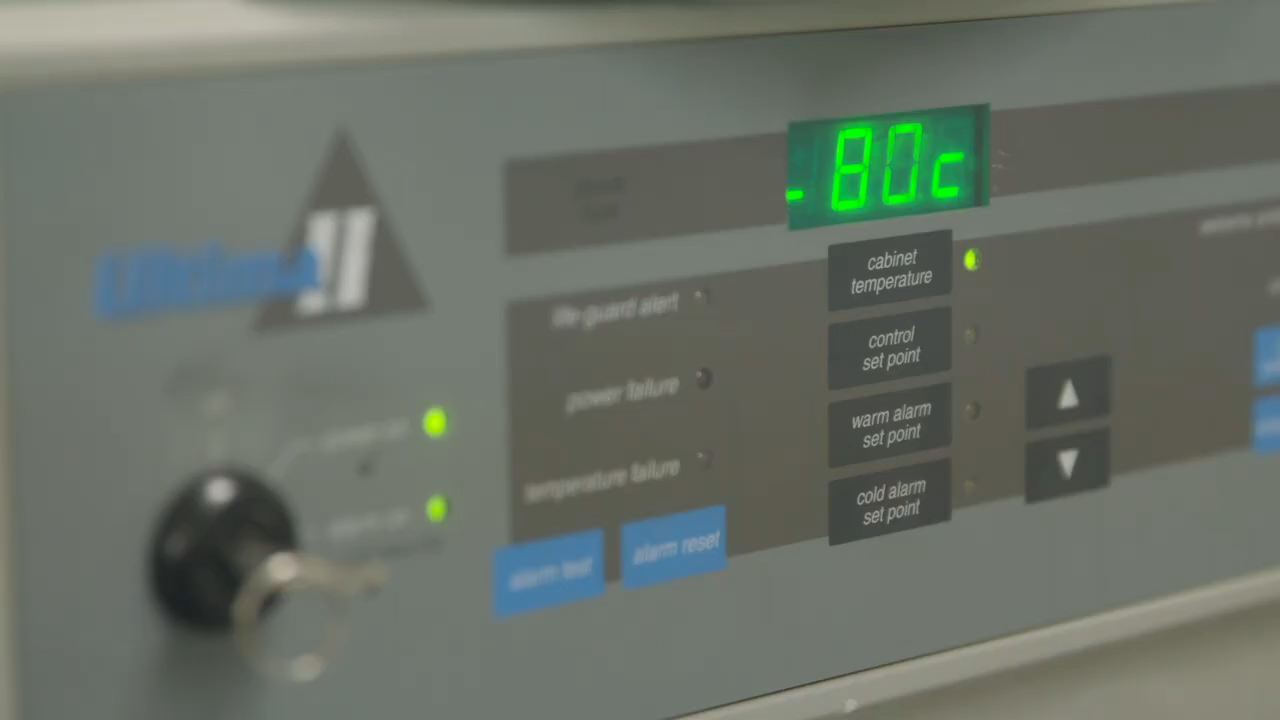 -80c
cabinet
temperature
life-guard alert
control
set point
power failure
warm alarm
set point
temperature failure
cold alarm
set point
alarm test
alarm reset